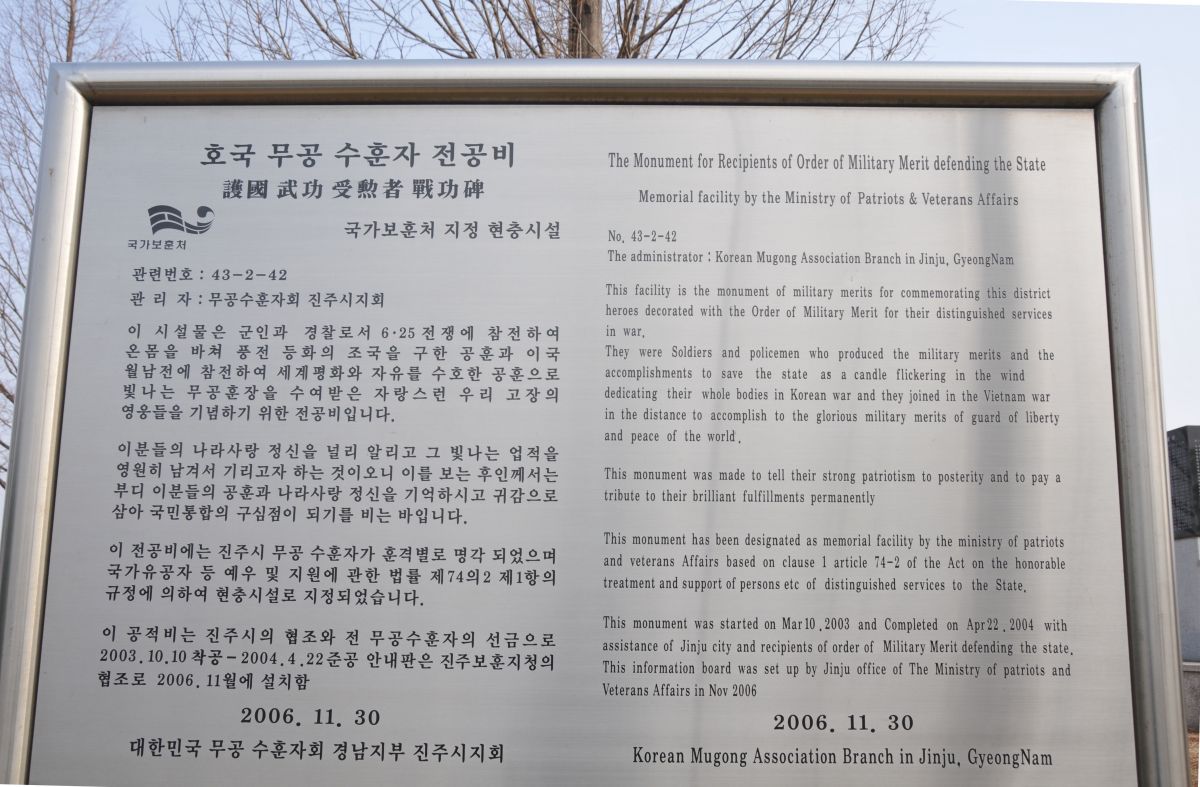 호국 무공 수훈자 전공비
護國 武功 受勲者 戰功碑
국가보훈처
국가보훈처 지정 현충시설
관련번호 : 43-2-42
관 리 자 : 무공수훈자회 진주시지회
이 시설물은 군인과 경찰로서 6·25 전쟁에 참전하여
온몸을 바쳐 풍전 등화의 조국을 구한 공훈과 이국
월남전에 참전하여 세계평화와 자유를 수호한 공훈으로
빛나는 무공훈장을 수여받은 자랑스런 우리 고장의
영웅들을 기념하기 위한 전공비입니다.
이분들의 나라사랑 정신을 널리 알리고 그 빛나는 업적을
영원히 남겨서 기리고자 하는 것이오니 이를 보는 후인께서는
부디 이분들의 공훈과 나라사랑 정신을 기억하시고 귀감으로
삼아 국민통합의 구심점이 되기를 비는 바입니다.
이 전공비에는 진주시 무공 수훈자가 훈격별로 명각 되었으며
국가유공자 등 예우 및 지원에 관한 법률 제74의2 제1항의
규정에 의하여 현충시설로 지정되었습니다.
이 공적비는 진주시의 협조와 전 무공수훈자의 선금으로
2003.10.10 착공-2004.4.22준공 안내판은 진주보훈지청의
협조로 2006.11월에 설치함
2006. 11. 30
대한민국 무공 수훈자회 경남지부 진주시지회
The Monument for Recipients of Order of Military Merit defending the State
Memorial facility by the Ministry of Patriots & Veterans Affairs
No. 43-2-42
The administrator : Korean Mugong Association Branch in Jinju, GyeongNam
This facility is the monument of military merits for commemorating this district
heroes decorated with the Order of Military Merit for their distinguished services
in war.
They were Soldiers and policemen who produced the military merits and the
accomplishments to save the state as a candle flickering in the wind
dedicating their whole bodies in Korean war and they joined in the Vietnam war
in the distance to accomplish to the glorious military merits of guard of liberty
and peace of the world.
This monument was made to tell their strong patriotism to posterity and to pay a
tribute to their brilliant fulfillments permanently
This monument has been designated as memorial facility by the ministry of patriots
and veterans Affairs based on clause 1 article 74-2 of the Act on the honorable
treatment and support of persons etc of distinguished services to the State.
This monument was started on Mar10.2003 and Completed on Apr22.2004 with
assistance of Jinju city and recipients of order of Military Merit defending the state.
This information board was set up by Jinju office of The Ministry of patriots and
Veterans Affairs in Nov 2006
2006. 11. 30
Korean Mugong Association Branch in Jinju, GyeongNam